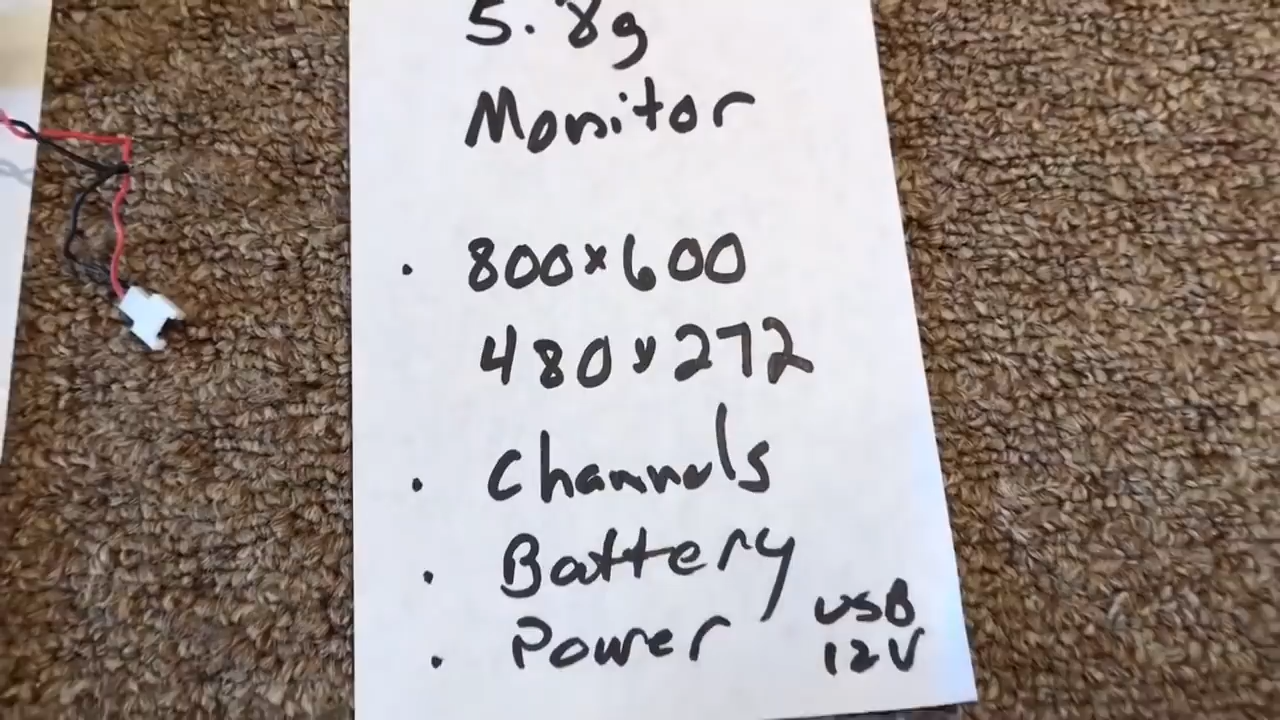 5.8g
Monitor
· 800x600
480x272
· Channels
· Battery
· Power USB
12V